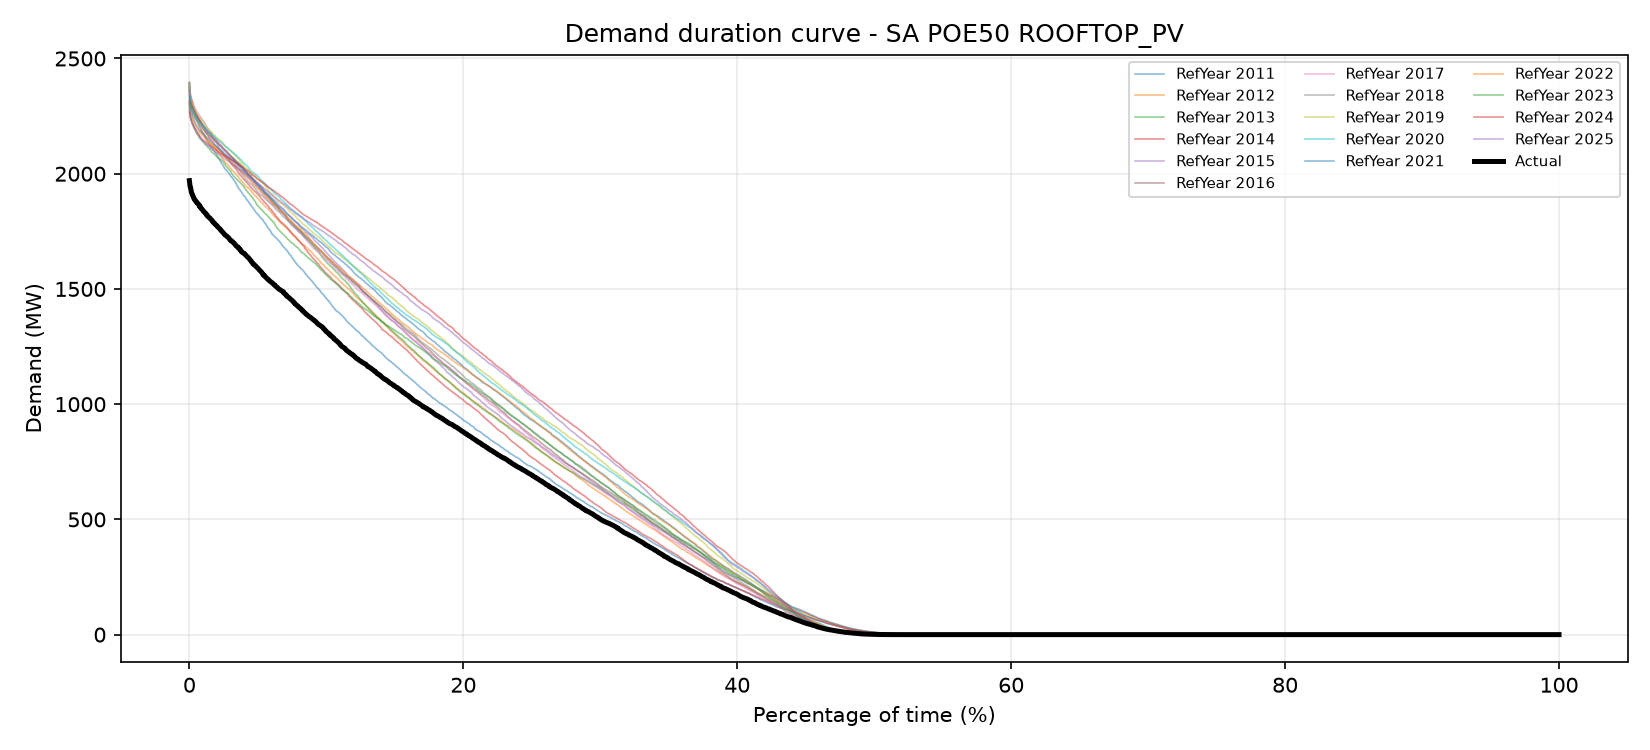 Demand duration curve - SA POE50 ROOFTOP_PV
Demand (MW)
2500
2000
1500
1000
500
0
RefYear 2011
RefYear 2012
RefYear 2013
RefYear 2014
RefYear 2015
RefYear 2016
RefYear 2017
RefYear 2018
RefYear 2019
RefYear 2020
RefYear 2021
RefYear 2022
RefYear 2023
RefYear 2024
RefYear 2025
Actual
0 20 40 60 80 100
Percentage of time (%)